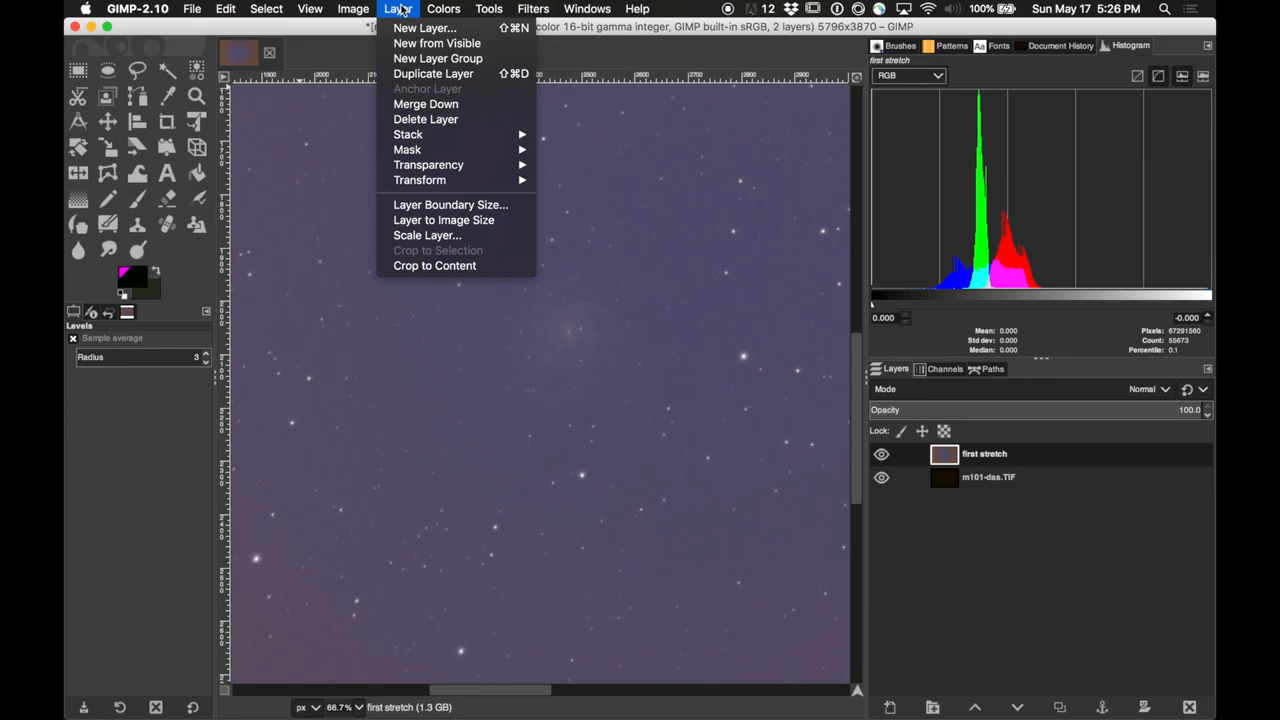 GIMP-2.10 File Edit Select View Image Layer Colors Tools Filters Windows Help 12 100% Sun May 17 5:26 PM
color 16-bit gamma integer, GIMP built-in sRGB, 2 layers) 5796x3870 – GIMP
New Layer... ⇧⌘N
New from Visible
New Layer Group
Duplicate Layer ⇧⌘D
Anchor Layer
Merge Down
Delete Layer
Stack
Mask
Transparency
Transform
Layer Boundary Size...
Layer to Image Size
Scale Layer...
Crop to Selection
Crop to Content
Levels
Sample average
Radius 3
Brushes Patterns Fonts Document History Histogram
first stretch
RGB
0.000 -0.000
Mean: 0.000 Pixels: 67291560
Std dev: 0.000 Count: 55673
Median: 0.000 Percentile: 0.1
Layers Channels Paths
Mode Normal
Opacity 100.0
Lock:
first stretch
m101-dss.TIF
px 66.7% first stretch (1.3 GB)